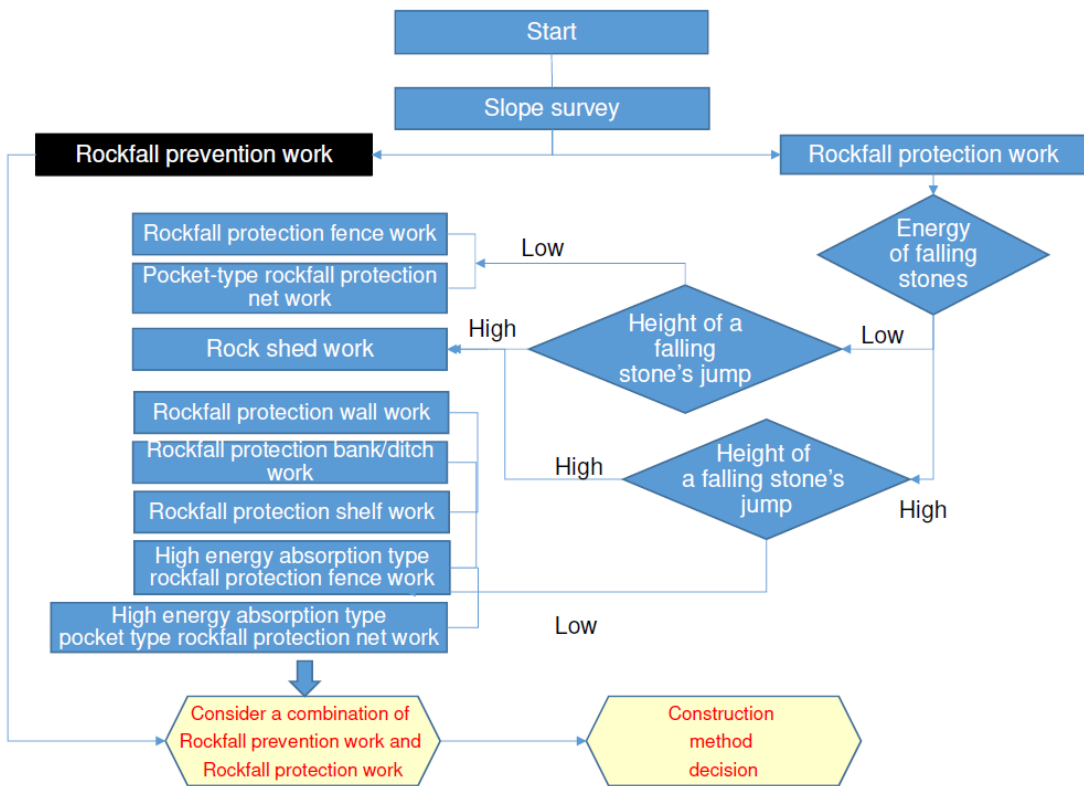 Start
Slope survey
Rockfall prevention work
Rockfall protection work
Energy
of falling
stones
Rockfall protection fence work
Low
Pocket-type rockfall protection
net work
High
Height of a
falling
stone's jump
Low
Rock shed work
Rockfall protection wall work
Rockfall protection bank/ditch
work
High
Height of
a falling stone's
jump
High
Rockfall protection shelf work
High energy absorption type
rockfall protection fence work
High energy absorption type
pocket type rockfall protection net work
Low
Consider a combination of
Rockfall prevention work and
Rockfall protection work
Construction
method
decision